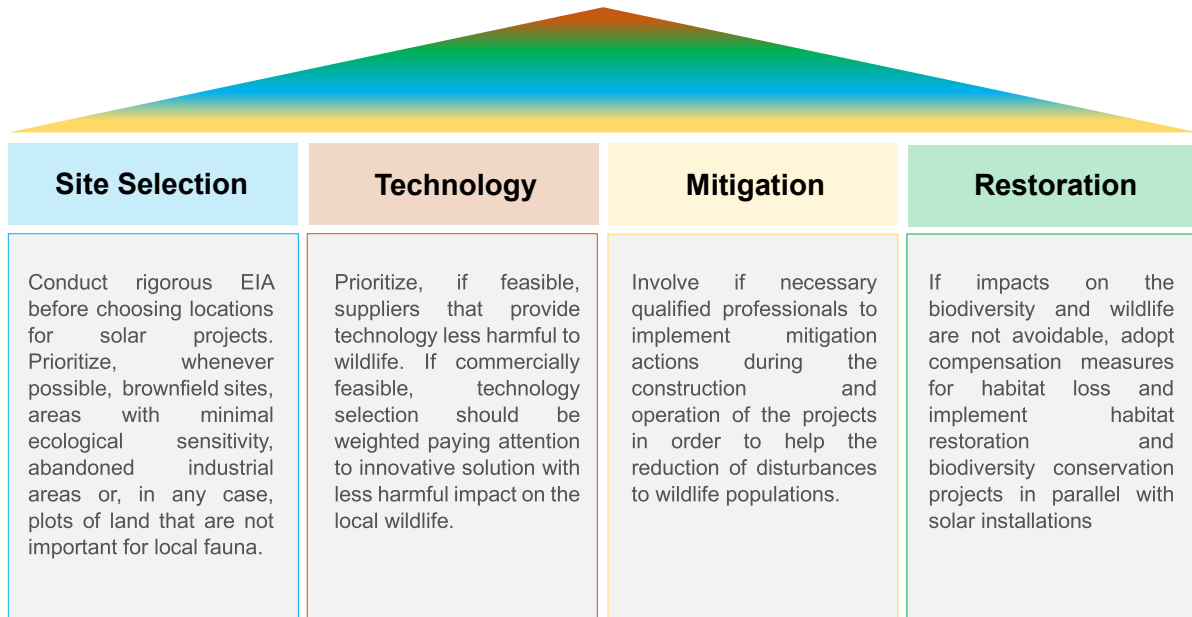 Site Selection
Conduct rigorous EIA
before choosing locations
for solar projects.
Prioritize, whenever
possible, brownfield sites,
areas with minimal
ecological sensitivity,
abandoned industrial
areas or, in any case,
plots of land that are not
important for local fauna.
Technology
Prioritize, if feasible,
suppliers that provide
technology less harmful to
wildlife. If commercially
feasible, technology
selection should be
weighted paying attention
to innovative solution with
less harmful impact on the
local wildlife.
Mitigation
Involve if necessary
qualified professionals to
implement mitigation
actions during the
construction and
operation of the projects
in order to help the
reduction of disturbances
to wildlife populations.
Restoration
If impacts on the
biodiversity and wildlife
are not avoidable, adopt
compensation measures
for habitat loss and
implement habitat
restoration and
biodiversity conservation
projects in parallel with
solar installations